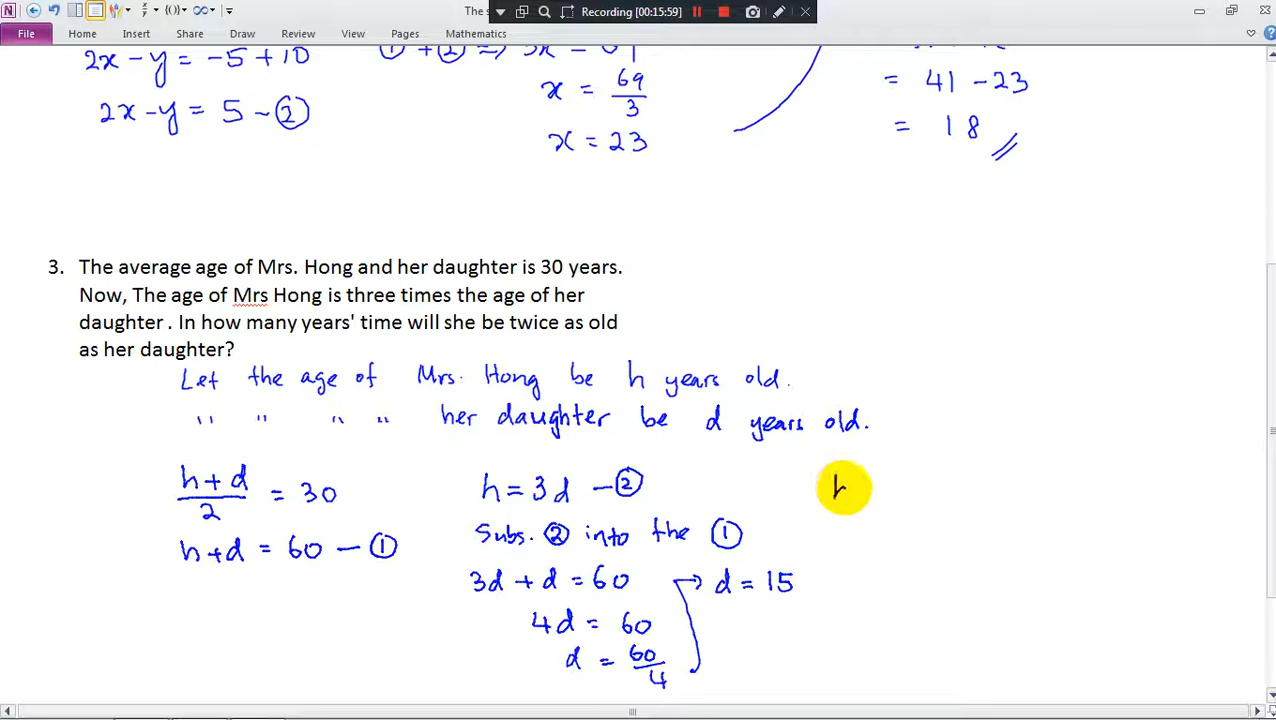 The s
Recording [00:15:59]
File Home Insert Share Draw Review View Pages Mathematics
2x - y = -5 + 10
2x - y = 5 - ②
① + ② ⇒
x = 69/3
x = 23
= 41 - 23
= 18
3. The average age of Mrs. Hong and her daughter is 30 years.
Now, The age of Mrs Hong is three times the age of her
daughter . In how many years' time will she be twice as old
as her daughter?
Let the age of Mrs. Hong be h years old.
" " " " her daughter be d years old.
(h + d)/2 = 30
h + d = 60 - ①
h = 3d - ②
Subs. ② into the ①
3d + d = 60
4d = 60
d = 60/4
→ d = 15
h